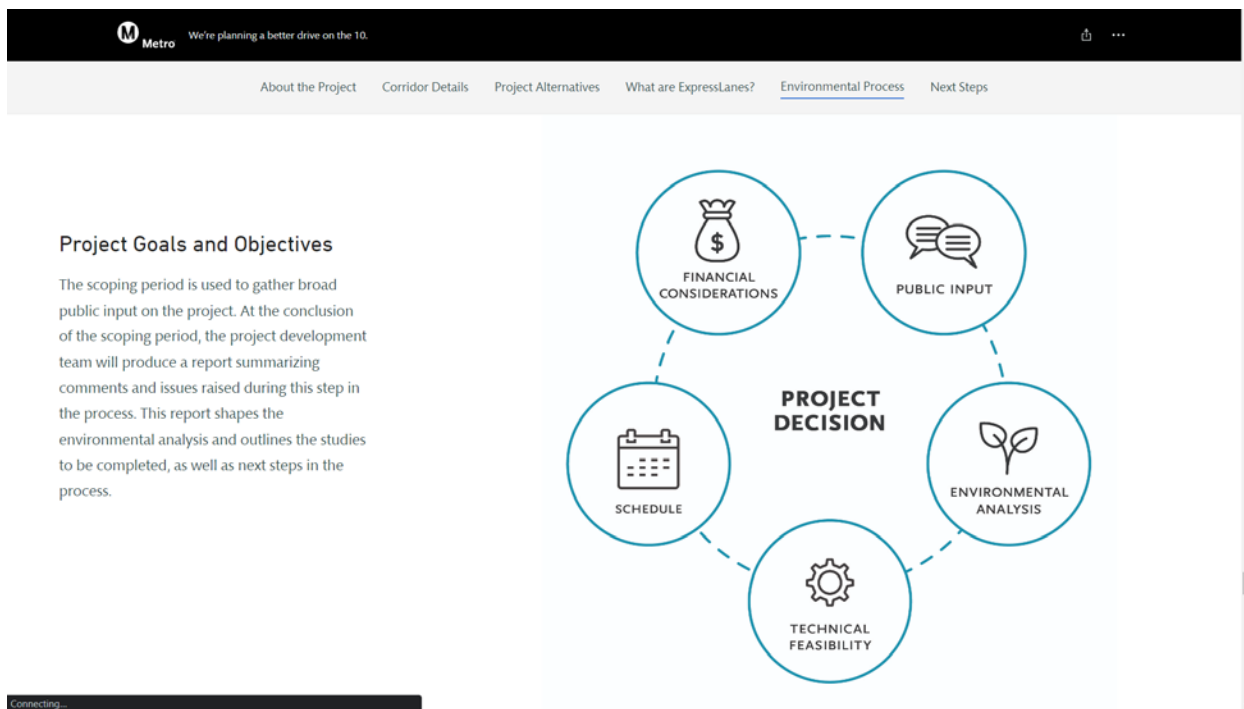 M Metro We're planning a better drive on the 10.
About the Project Corridor Details Project Alternatives What are ExpressLanes? Environmental Process Next Steps
Project Goals and Objectives
The scoping period is used to gather broad
public input on the project. At the conclusion
of the scoping period, the project development
team will produce a report summarizing
comments and issues raised during this step in
the process. This report shapes the
environmental analysis and outlines the studies
to be completed, as well as next steps in the
process.
$
FINANCIAL
CONSIDERATIONS
PUBLIC INPUT
PROJECT
DECISION
SCHEDULE
ENVIRONMENTAL
ANALYSIS
TECHNICAL
FEASIBILITY
Connecting...